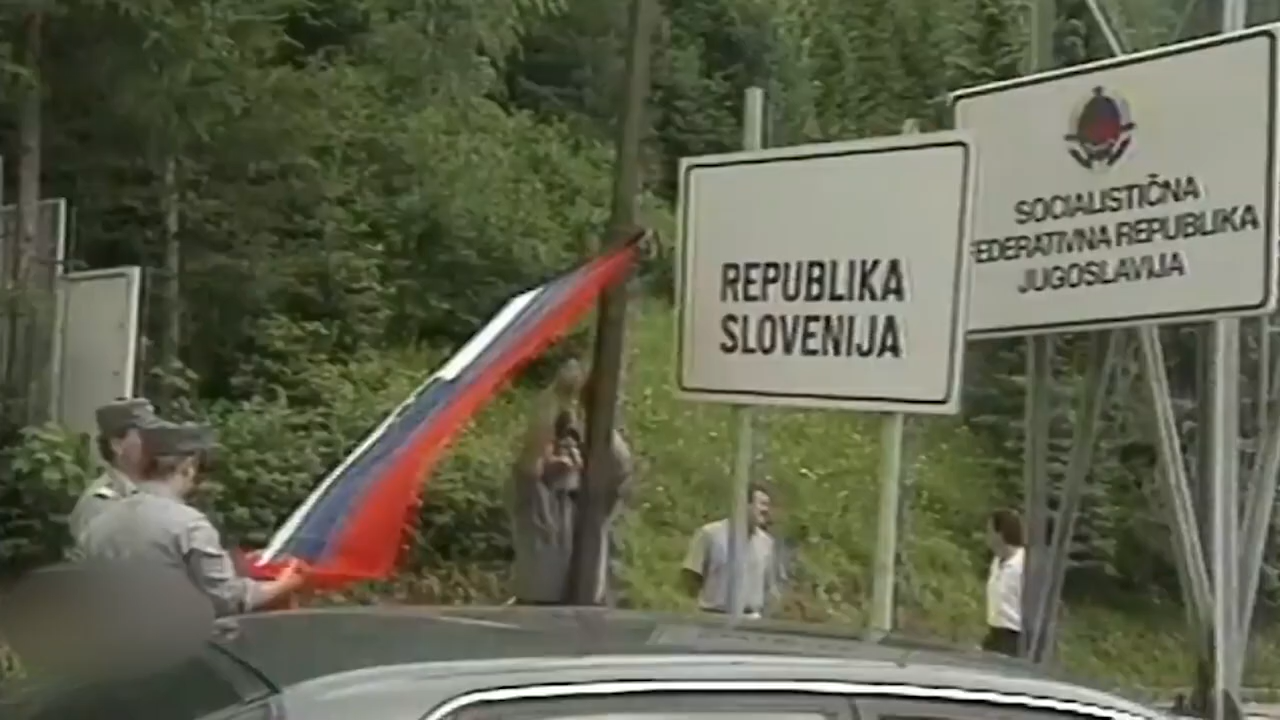 REPUBLIKA
SLOVENIJA
SOCIALISTIČNA
FEDERATIVNA REPUBLIKA
JUGOSLAVIJA